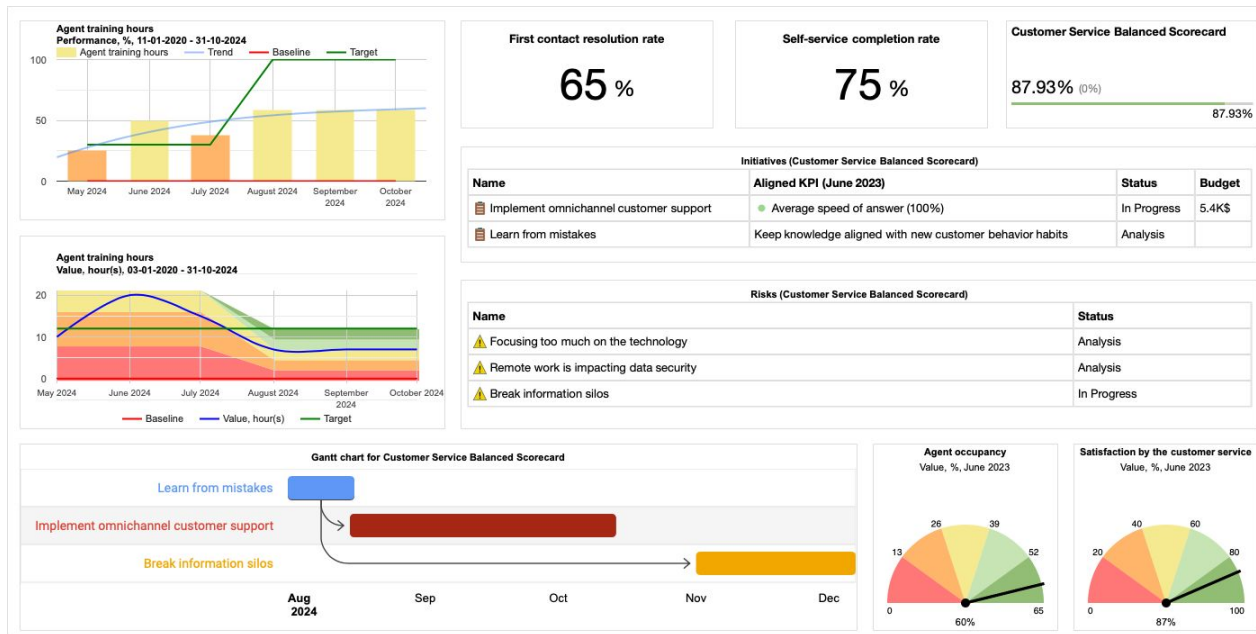 Agent training hours
Performance, %, 11-01-2020 - 31-10-2024
Agent training hours Trend Baseline Target
100
50
0
May 2024 June 2024 July 2024 August 2024 September 2024 October 2024
First contact resolution rate
65 %
Self-service completion rate
75 %
Customer Service Balanced Scorecard
87.93% (0%)
87.93%
Initiatives (Customer Service Balanced Scorecard)
Name Aligned KPI (June 2023) Status Budget
Implement omnichannel customer support Average speed of answer (100%) In Progress 5.4K$
Learn from mistakes Keep knowledge aligned with new customer behavior habits Analysis
Agent training hours
Value, hour(s), 03-01-2020 - 31-10-2024
20
10
0
May 2024 June 2024 July 2024 August 2024 September 2024 October 2024
Baseline Value, hour(s) Target
Risks (Customer Service Balanced Scorecard)
Name Status
Focusing too much on the technology Analysis
Remote work is impacting data security Analysis
Break information silos In Progress
Gantt chart for Customer Service Balanced Scorecard
Learn from mistakes
Implement omnichannel customer support
Break information silos
Aug 2024 Sep Oct Nov Dec
Agent occupancy
Value, %, June 2023
0 13 26 39 52 65
60%
Satisfaction by the customer service
Value, %, June 2023
0 20 40 60 80 100
87%